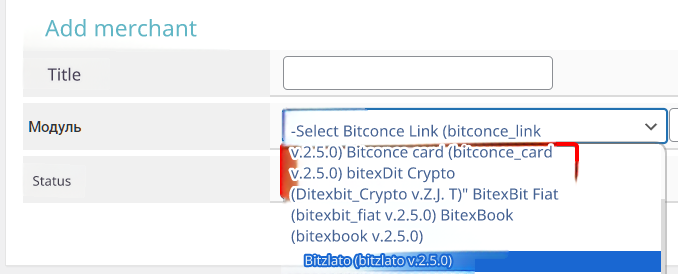 Add merchant
Title
Модуль
-Select Bitconce Link (bitconce_link
v.2.5.0) Bitconce card (bitconce_card
v.2.5.0) bitexDit Crypto
(Ditexbit_Crypto v.Z.J. T)" BitexBit Fiat
(bitexbit_fiat v.2.5.0) BitexBook
(bitexbook v.2.5.0)
Status
Bitzlato (bitzlato v.2.5.0)